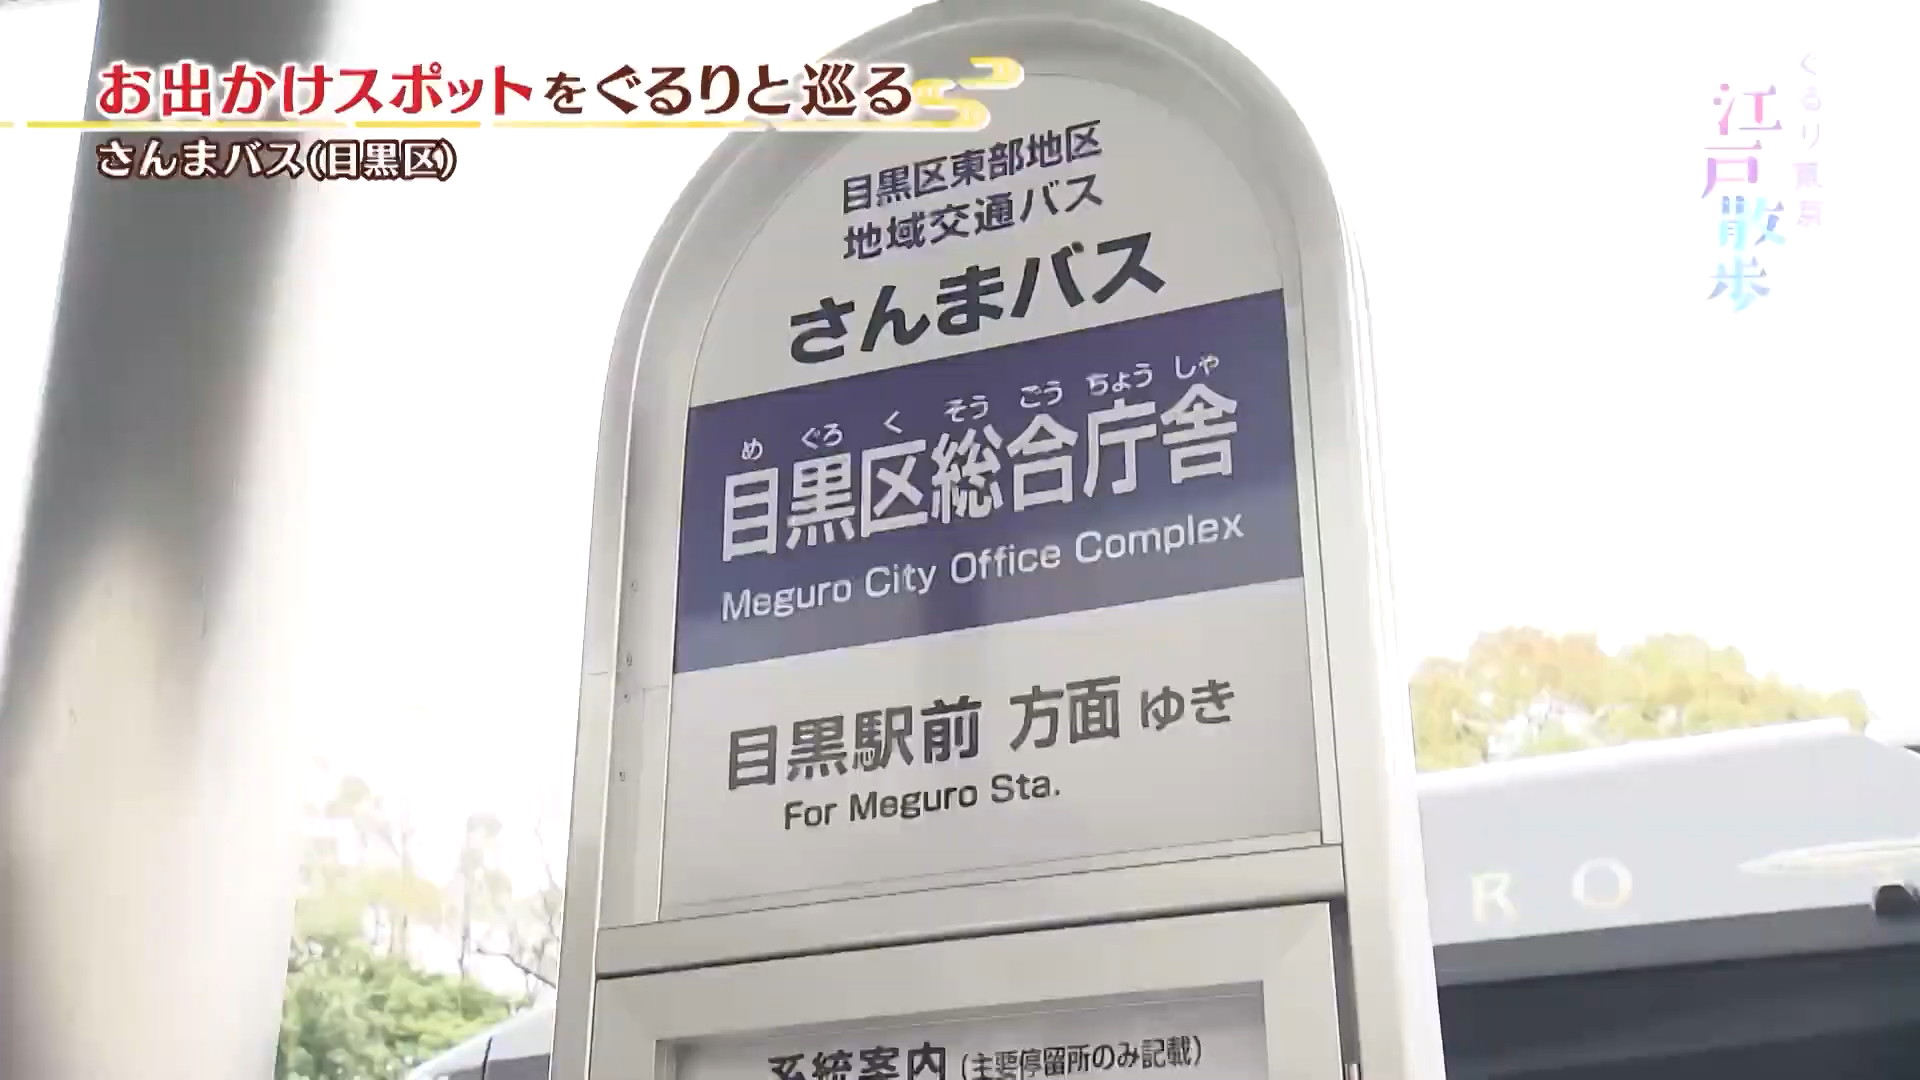 お出かけスポットをぐるりと巡る
さんまバス(目黒区)
ぐるり東京
江戸散歩
目黒区東部地区
地域交通バス
さんまバス
め ぐろ く そう ごう ちょう しゃ
目黒区総合庁舎
Meguro City Office Complex
目黒駅前 方面 ゆき
For Meguro Sta.
系統案内 (主要停留所のみ記載)
R O